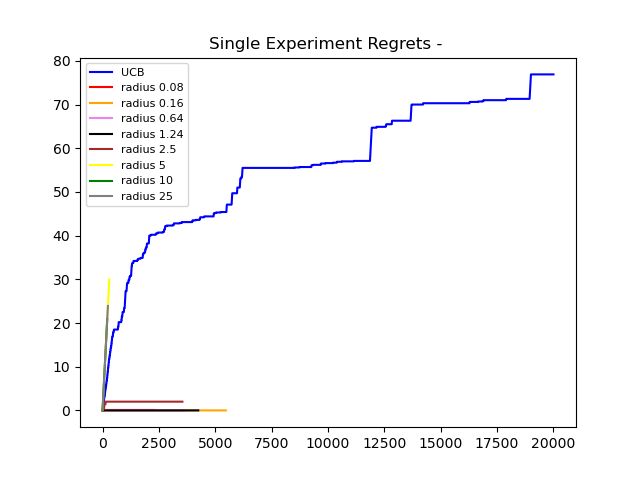 Single Experiment Regrets -
80
70
60
50
40
30
20
10
0
UCB
radius 0.08
radius 0.16
radius 0.64
radius 1.24
radius 2.5
radius 5
radius 10
radius 25
0 2500 5000 7500 10000 12500 15000 17500 20000